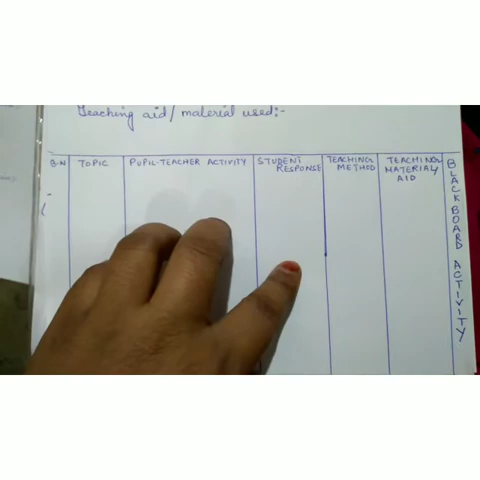 Teaching aid/material used:-
S·N
TOPIC
PUPIL-TEACHER ACTIVITY
STUDENT
RESPONSE
TEACHING
METHOD
TEACHING
MATERIAL/
AID
BLACKBOARD ACTIVITY